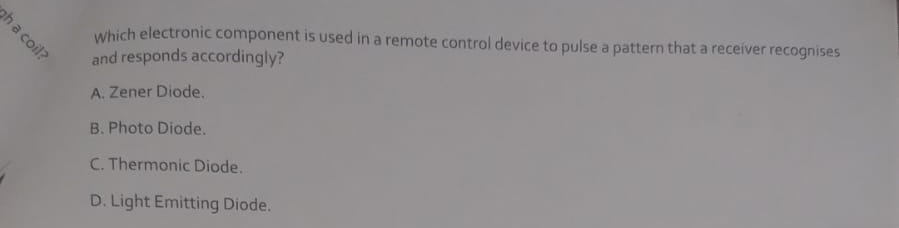 gh a coil?
Which electronic component is used in a remote control device to pulse a pattern that a receiver recognises
and responds accordingly?
A. Zener Diode.
B. Photo Diode.
C. Thermonic Diode.
D. Light Emitting Diode.